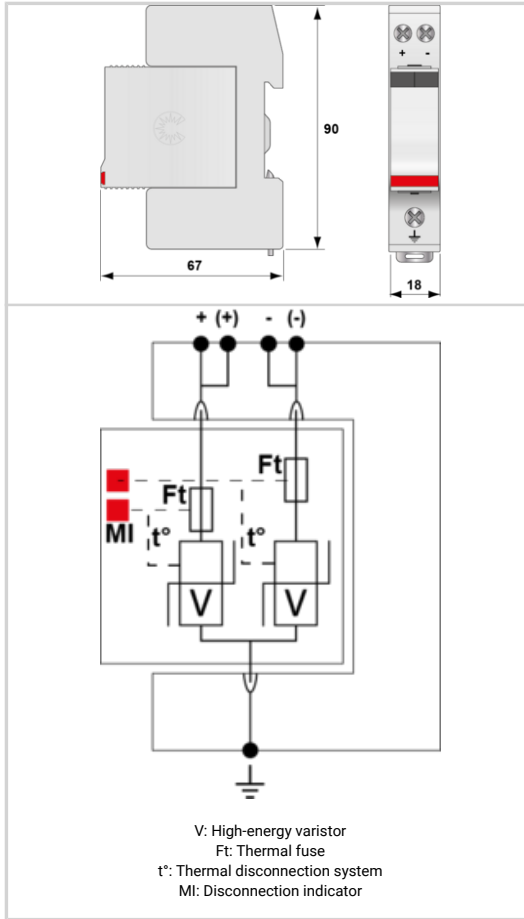 + -
90
67
18
+ (+) - (-)
Ft
Ft
MI
t°
t°
V
V
V: High-energy varistor
Ft: Thermal fuse
t°: Thermal disconnection system
MI: Disconnection indicator